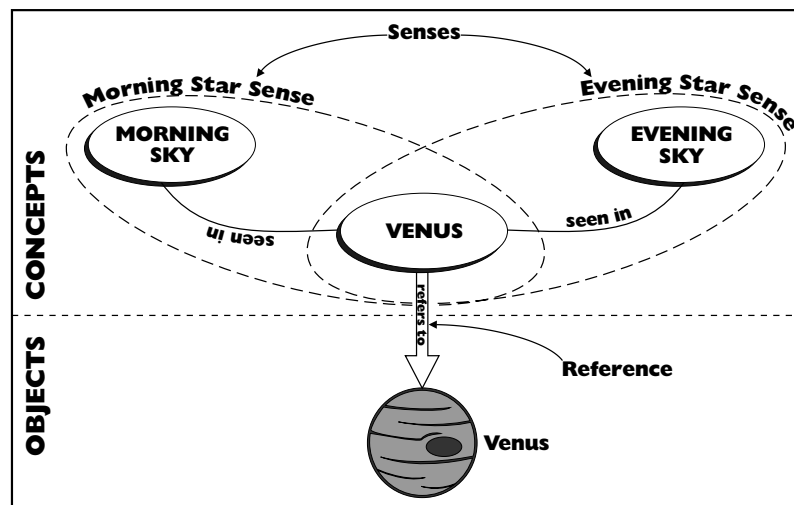 Senses
Morning Star Sense
Evening Star Sense
MORNING
SKY
EVENING
SKY
CONCEPTS
seen in
VENUS
seen in
refers to
OBJECTS
Reference
Venus